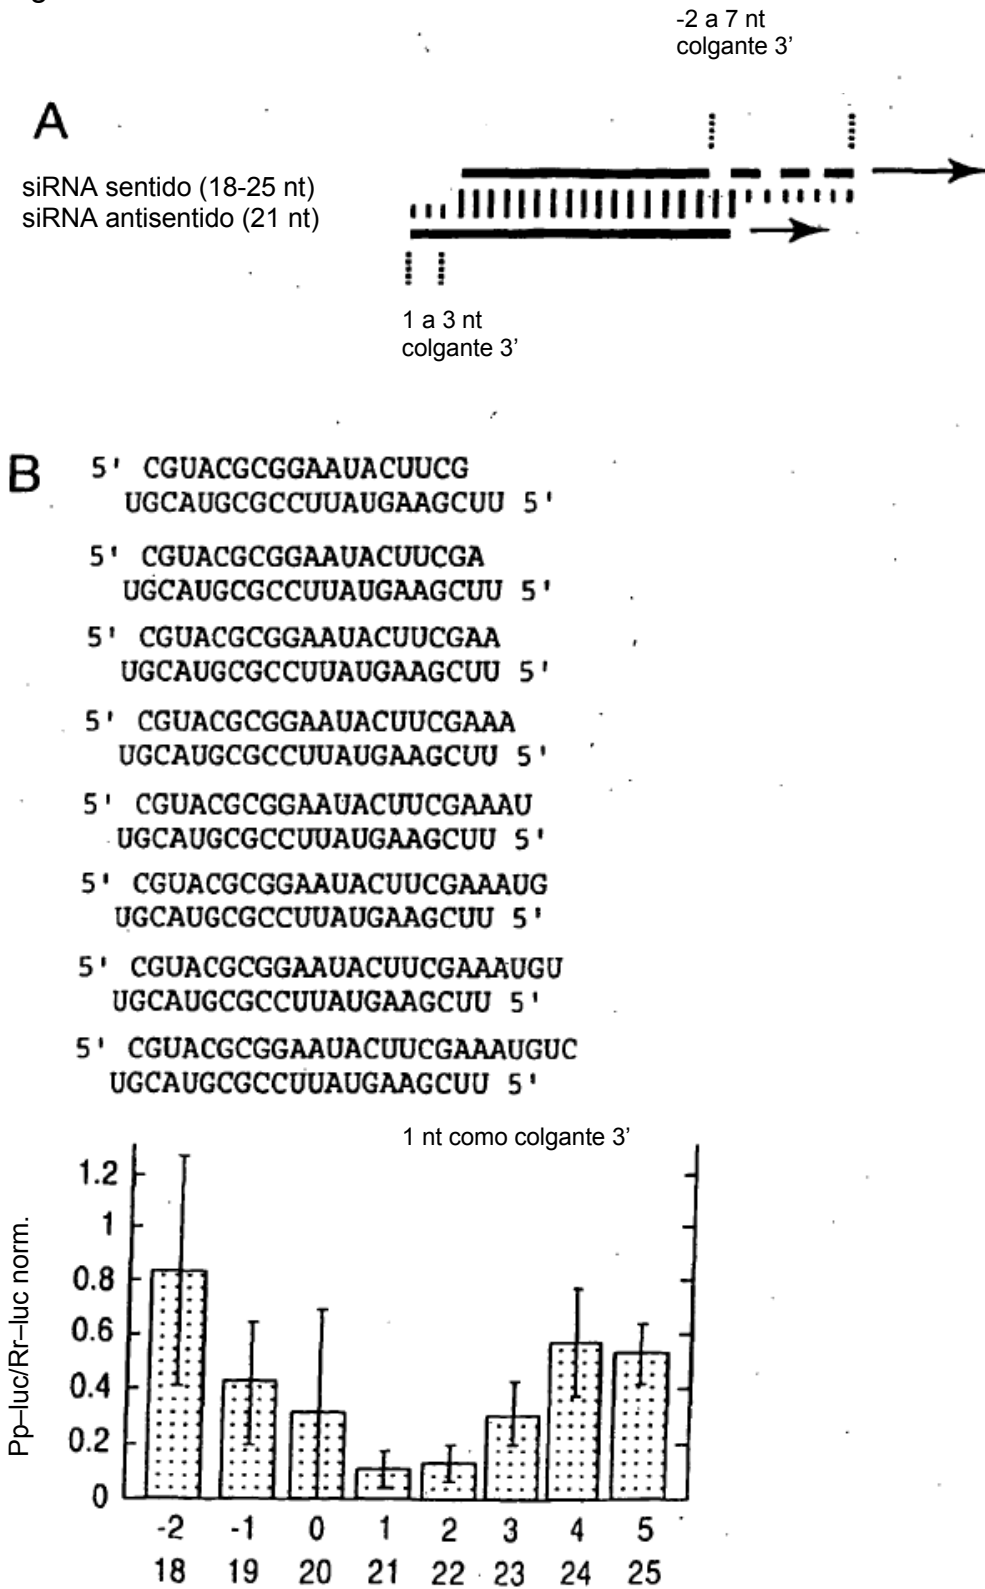 -2 a 7 nt
colgante 3'
A
siRNA sentido (18-25 nt)
siRNA antisentido (21 nt)
1 a 3 nt
colgante 3'
B
5' CGUACGCGGAAUACUUCG
UGCAUGCGCCUUAUGAAGCUU 5'
5' CGUACGCGGAAUACUUCGA
UGCAUGCGCCUUAUGAAGCUU 5'
5' CGUACGCGGAAUACUUCGAA
UGCAUGCGCCUUAUGAAGCUU 5'
5' CGUACGCGGAAUACUUCGAAA
UGCAUGCGCCUUAUGAAGCUU 5'
5' CGUACGCGGAAUACUUCGAAAU
UGCAUGCGCCUUAUGAAGCUU 5'
5' CGUACGCGGAAUACUUCGAAAUG
UGCAUGCGCCUUAUGAAGCUU 5'
5' CGUACGCGGAAUACUUCGAAAUGU
UGCAUGCGCCUUAUGAAGCUU 5'
5' CGUACGCGGAAUACUUCGAAAUGUC
UGCAUGCGCCUUAUGAAGCUU 5'
1 nt como colgante 3'
Pp-luc/Rr-luc norm.
1.2
1
0.8
0.6
0.4
0.2
0
-2 -1 0 1 2 3 4 5
18 19 20 21 22 23 24 25